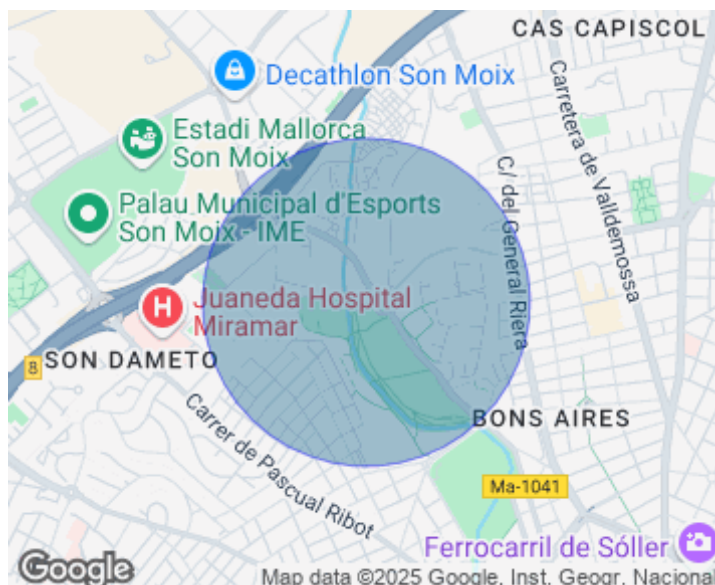 CAS CAPISCOL
Decathlon Son Moix
Carretera de Valldemossa
Estadi Mallorca
Son Moix
Palau Municipal d'Esports
Son Moix - IME
C/ del General Riera
H
Juaneda Hospital
Miramar
SON DAMETO
8
Carrer de Pascual Ribot
BONS AIRES
Ma-1041
Ferrocarril de Sóller
Google
Map data ©2025 Google, Inst. Geogr. Nacional